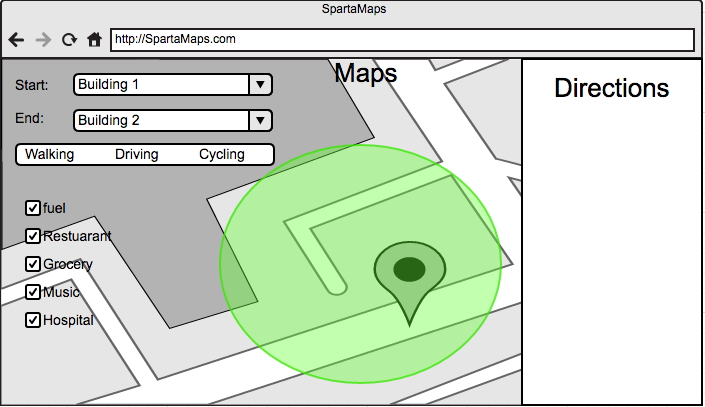 SpartaMaps
http://SpartaMaps.com
Maps
Directions
Start: Building 1
End: Building 2
Walking Driving Cycling
fuel
Restuarant
Grocery
Music
Hospital